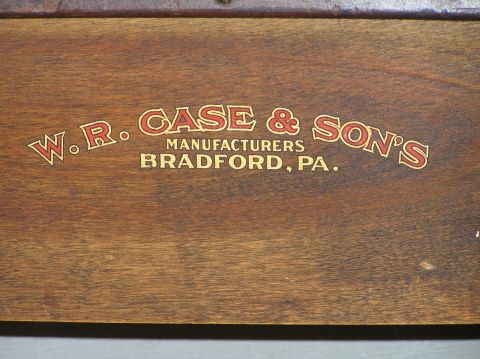 W. R. CASE & SON'S
MANUFACTURERS
BRADFORD, PA.